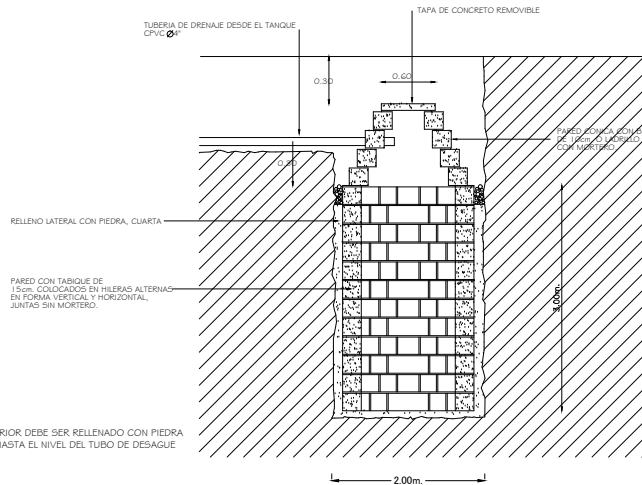 TAPA DE CONCRETO REMOVIBLE
TUBERIA DE DRENAJE DESDE EL TANQUE
CPVC Ø4"
0.30
0.60
PARED CONICA CON
DE 10cm. O LADRILLO
CON MORTERO.
0.50
RELLENO LATERAL CON PIEDRA, CUARTA
PARED CON TABIQUE DE
15cm. COLOCADOS EN HILERAS ALTERNAS
EN FORMA VERTICAL Y HORIZONTAL,
JUNTAS SIN MORTERO.
3.00m.
RIOR DEBE SER RELLENADO CON PIEDRA
HASTA EL NIVEL DEL TUBO DE DESAGUE
2.00m.